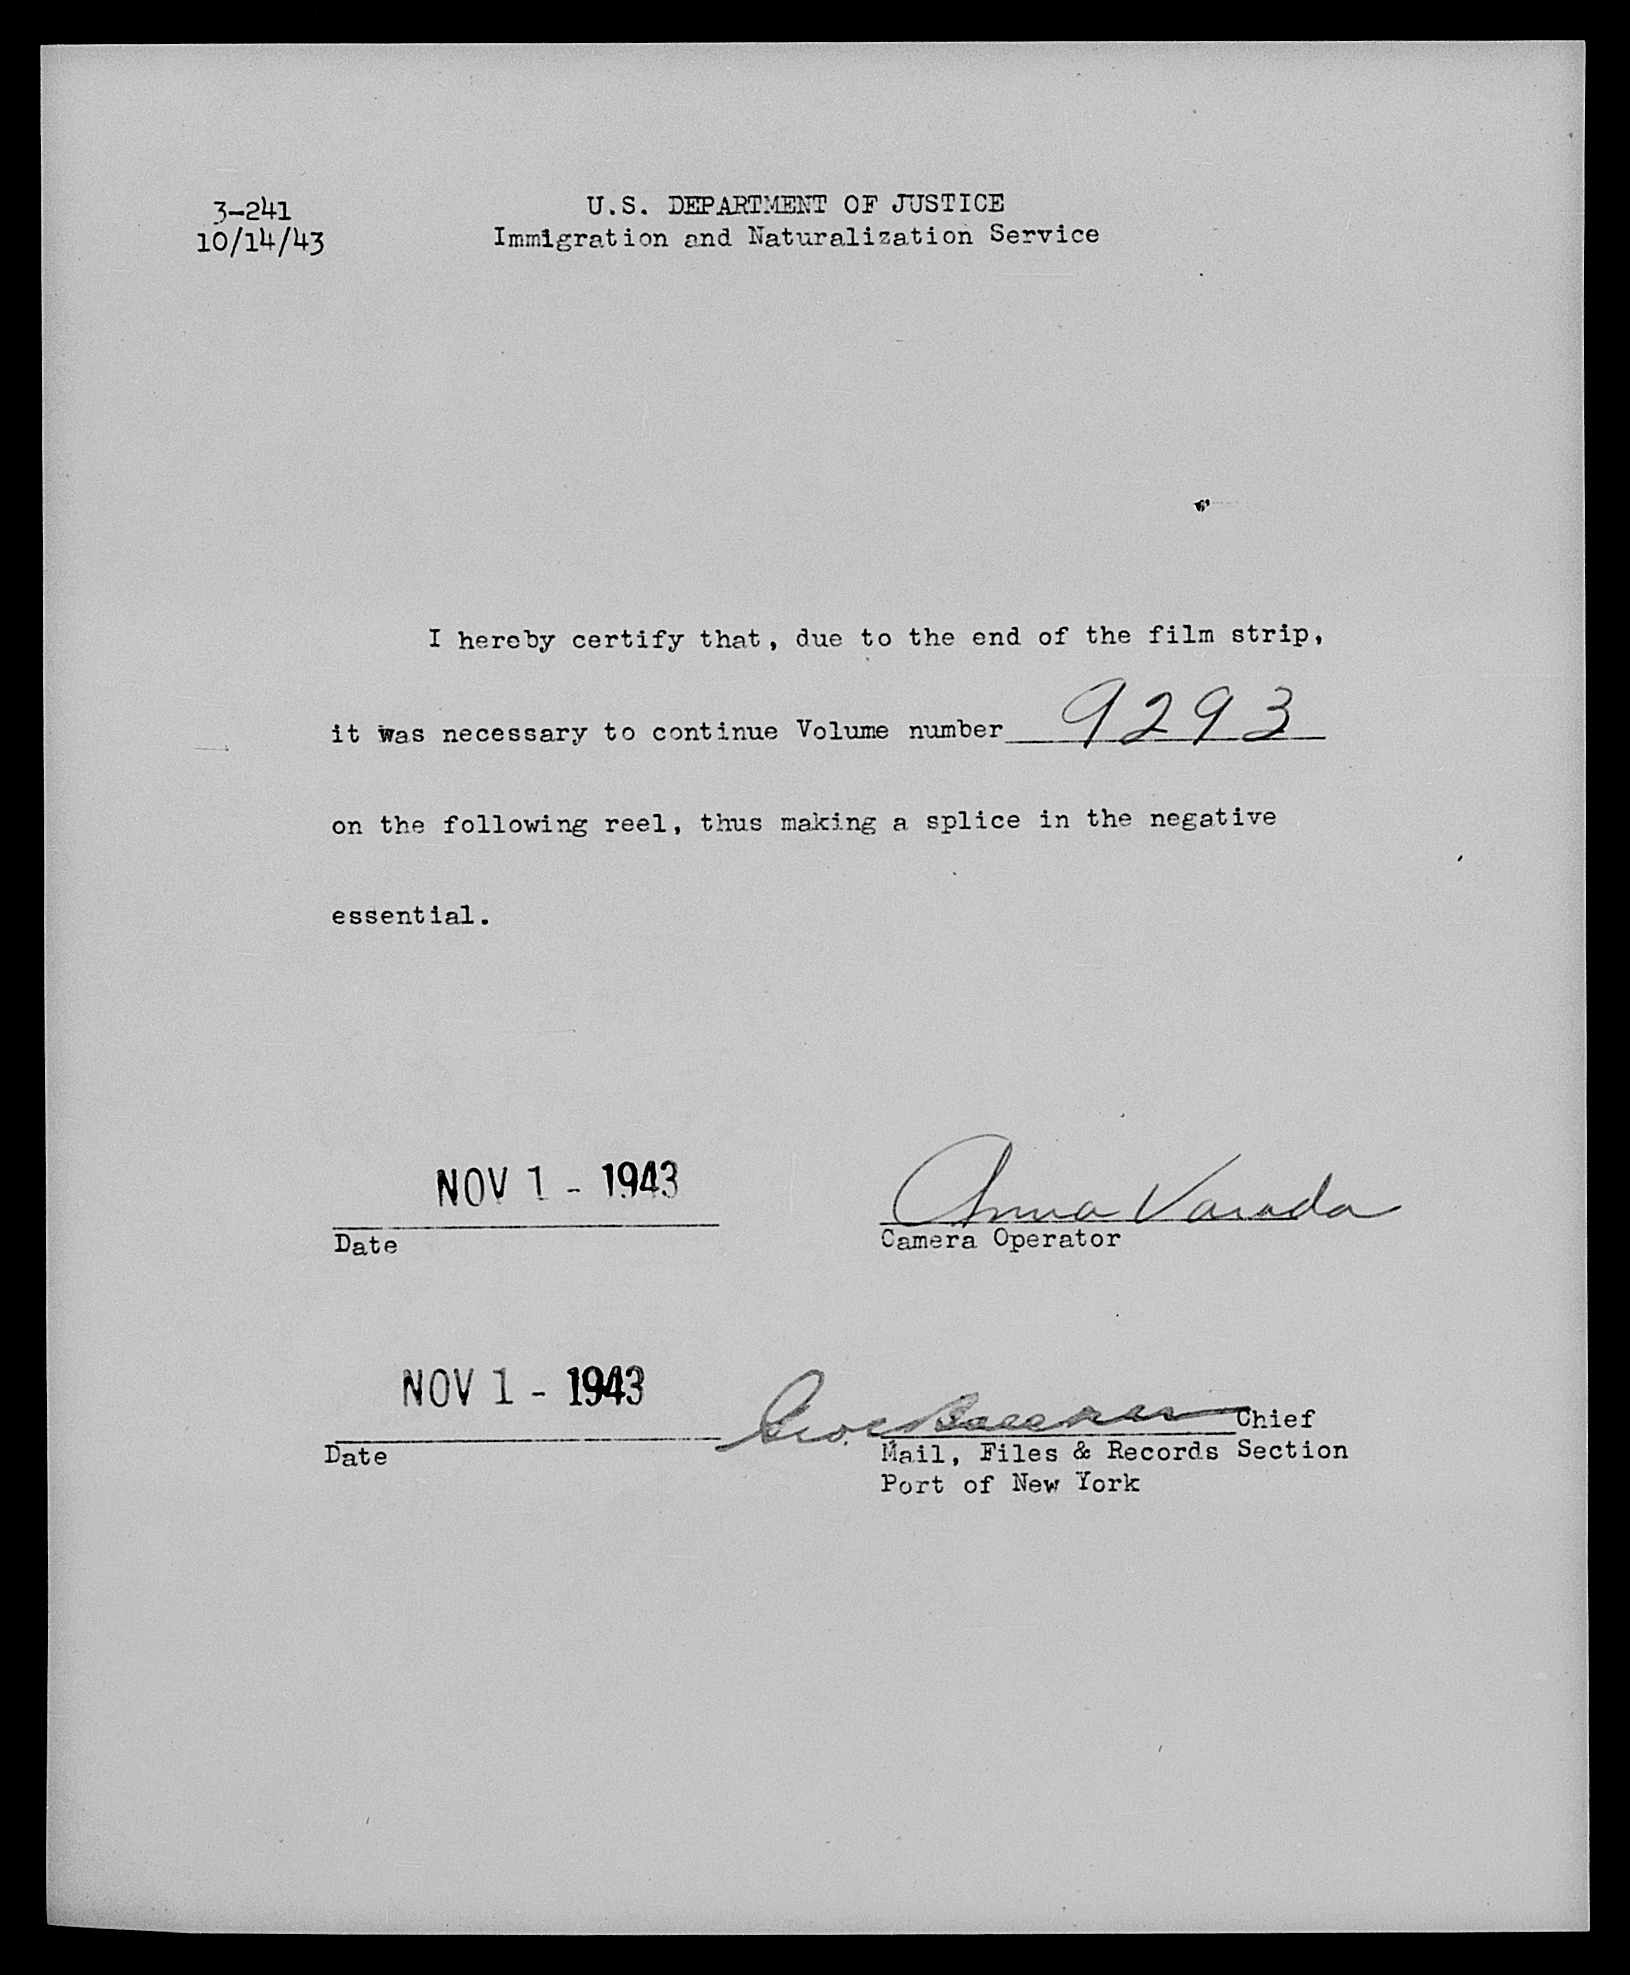 3-241
10/14/43
U.S. DEPARTMENT OF JUSTICE
Immigration and Naturalization Service
I hereby certify that, due to the end of the film strip,
it was necessary to continue Volume number 9293
on the following reel, thus making a splice in the negative
essential.
NOV 1 - 1943
Date
Anna Varada
Camera Operator
NOV 1 - 1943
Date
Geo. Chief
Mail, Files & Records Section
Port of New York